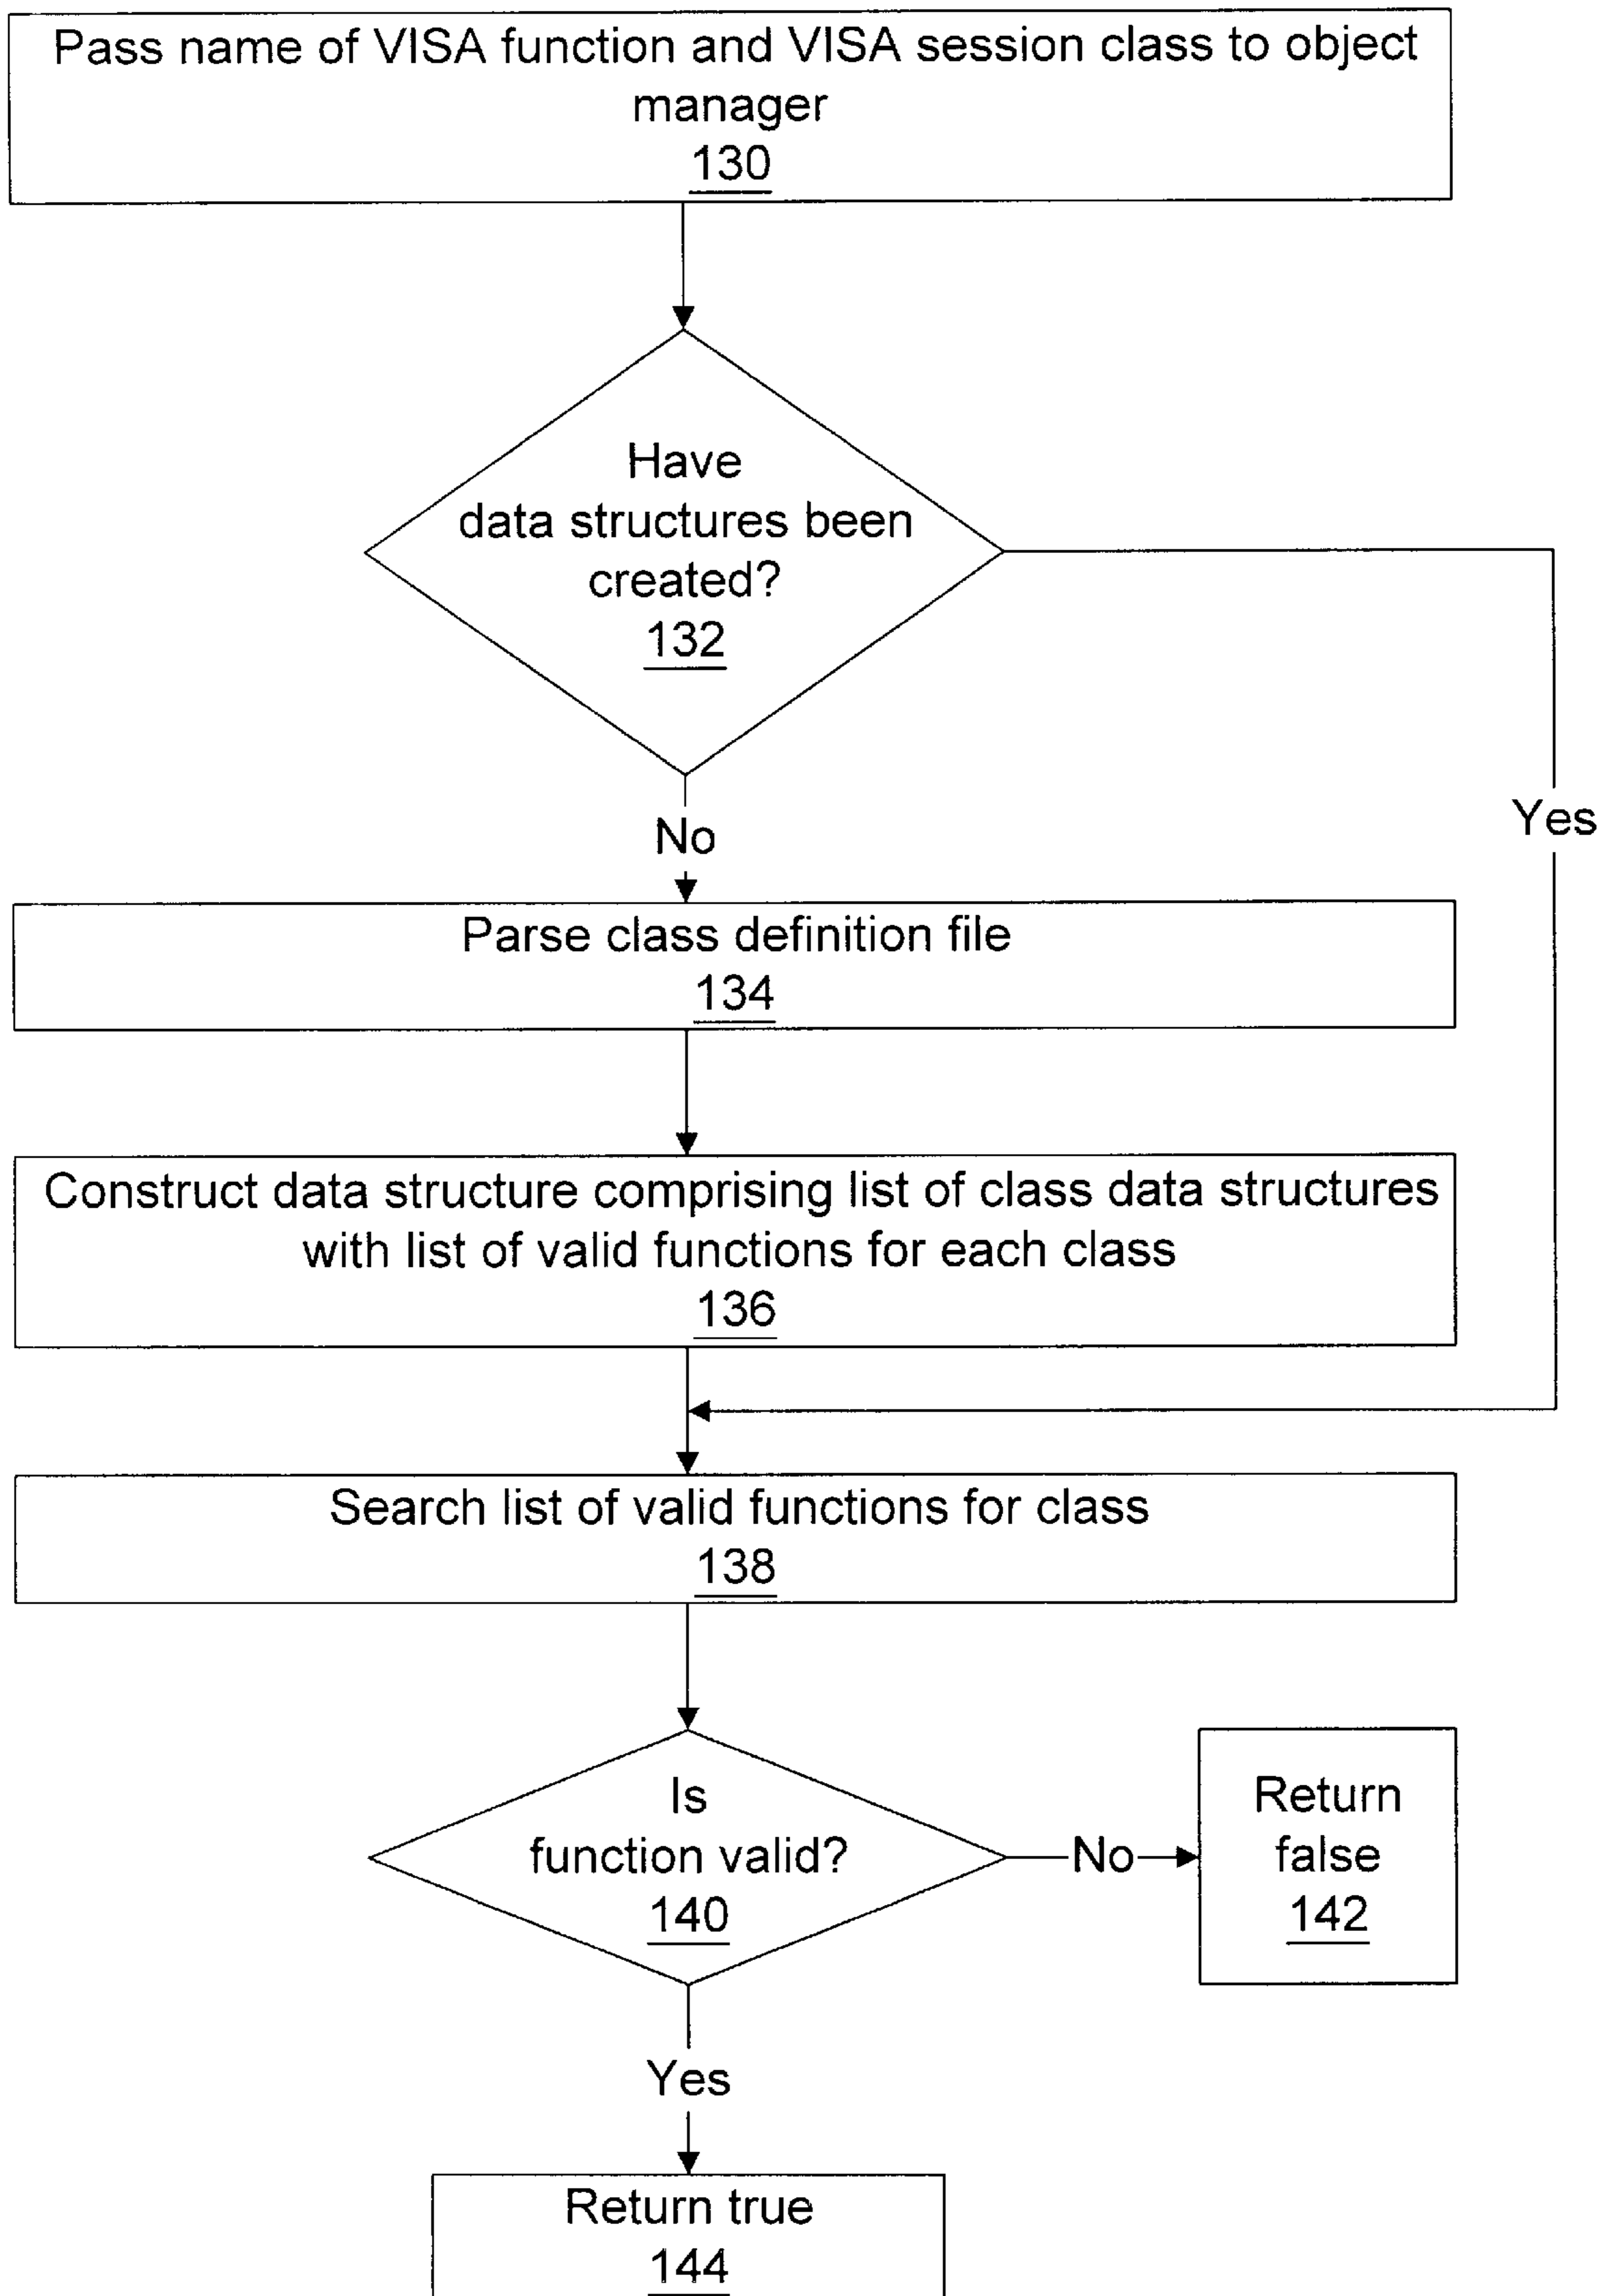 Pass name of VISA function and VISA session class to object
manager
130
Have
data structures been
created?
132
Yes
No
Parse class definition file
134
Construct data structure comprising list of class data structures
with list of valid functions for each class
136
Search list of valid functions for class
138
Is
function valid?
140
No
Return
false
142
Yes
Return true
144